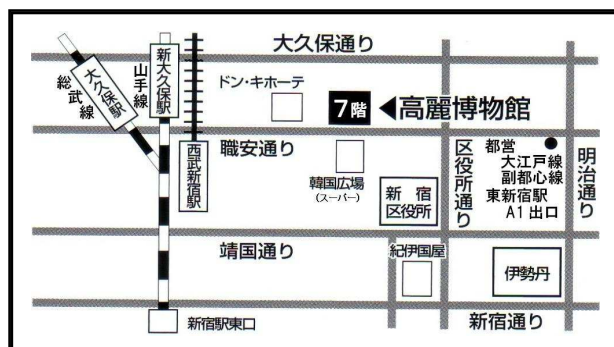 大久保通り
総武線
大久保駅
山手線
新大久保駅
西武新宿駅
ドン・キホーテ
7階
◀高麗博物館
職安通り
韓国広場
(スーパー)
新宿
区役所
区役所通り
都営
大江戸線
副都心線
東新宿駅
A1出口
明治通り
靖国通り
紀伊国屋
伊勢丹
新宿駅東口
新宿通り